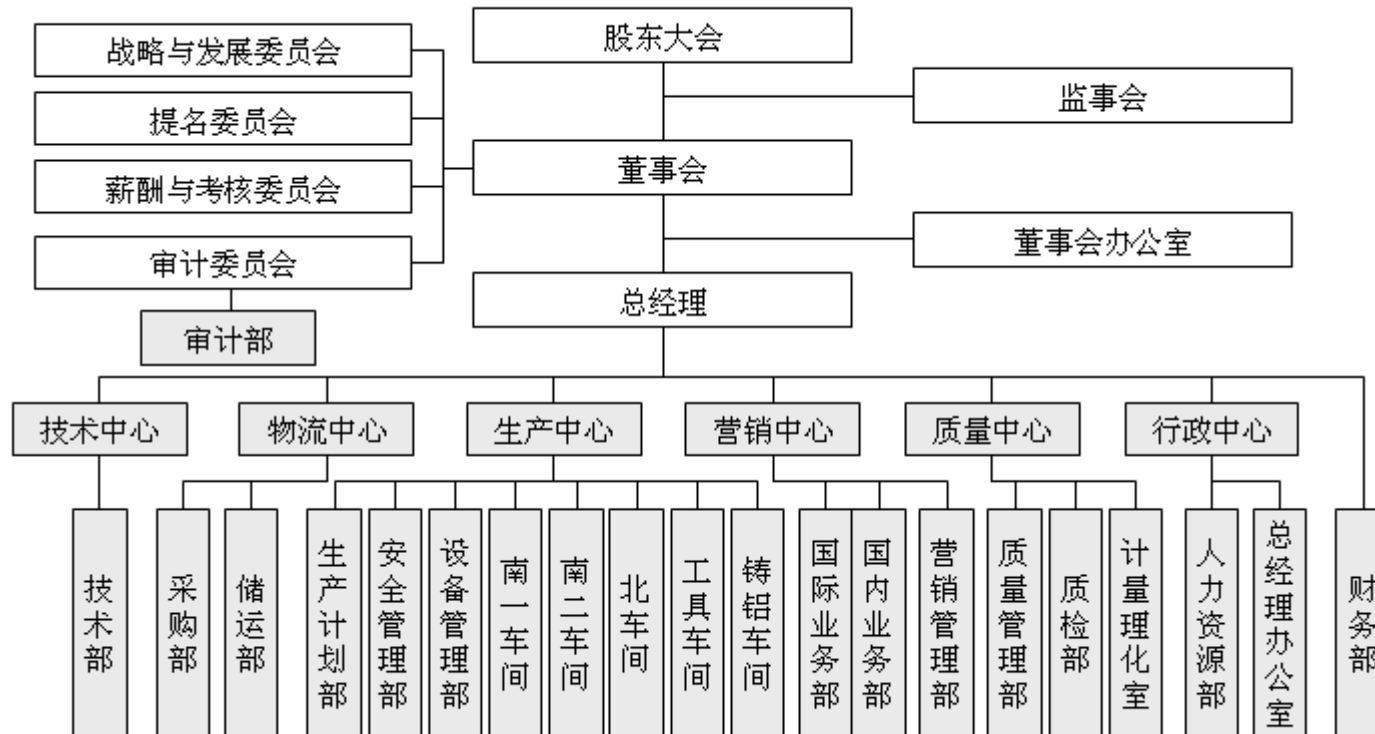 股东大会
战略与发展委员会
监事会
提名委员会
董事会
薪酬与考核委员会
董事会办公室
审计委员会
总经理
审计部
技术中心
物流中心
生产中心
营销中心
质量中心
行政中心
技术部
采购部
储运部
生产计划部
安全管理部
设备管理部
南一车间
南二车间
北车间
工具车间
铸铝车间
国际业务部
国内业务部
营销管理部
质量管理部
质检部
计量理化室
人力资源部
总经理办公室
财务部